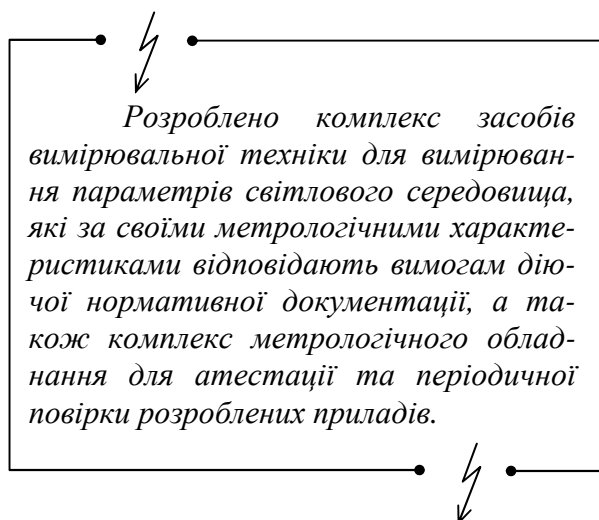 Розроблено комплекс засобів
вимірювальної техніки для вимірюван-
ня параметрів світлового середовища,
які за своїми метрологічними характе-
ристиками відповідають вимогам дію-
чої нормативної документації, а та-
кож комплекс метрологічного облад-
нання для атестації та періодичної
повірки розроблених приладів.